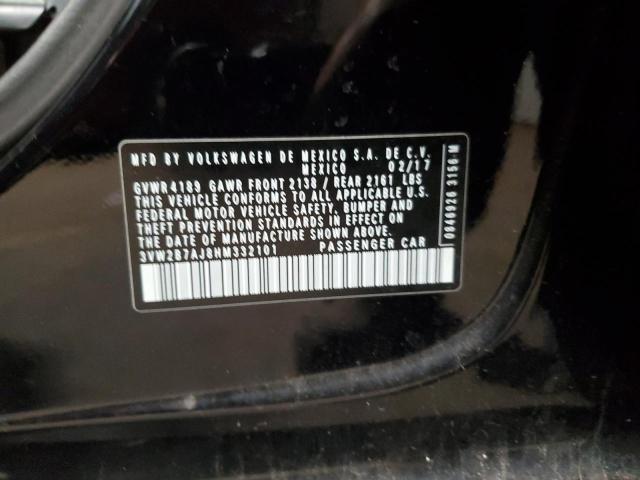 MFD BY VOLKSWAGEN DE MEXICO S.A. DE C.V.
MEXICO 02/17
GVWR 4189 GAWR FRONT 2138 / REAR 2161 LBS
THIS VEHICLE CONFORMS TO ALL APPLICABLE U.S.
FEDERAL MOTOR VEHICLE SAFETY, BUMPER AND
THEFT PREVENTION STANDARDS IN EFFECT ON
THE DATE OF MANUFACTURE SHOWN ABOVE.
3VW2B7AJ8HM332101 PASSENGER CAR
3156-M